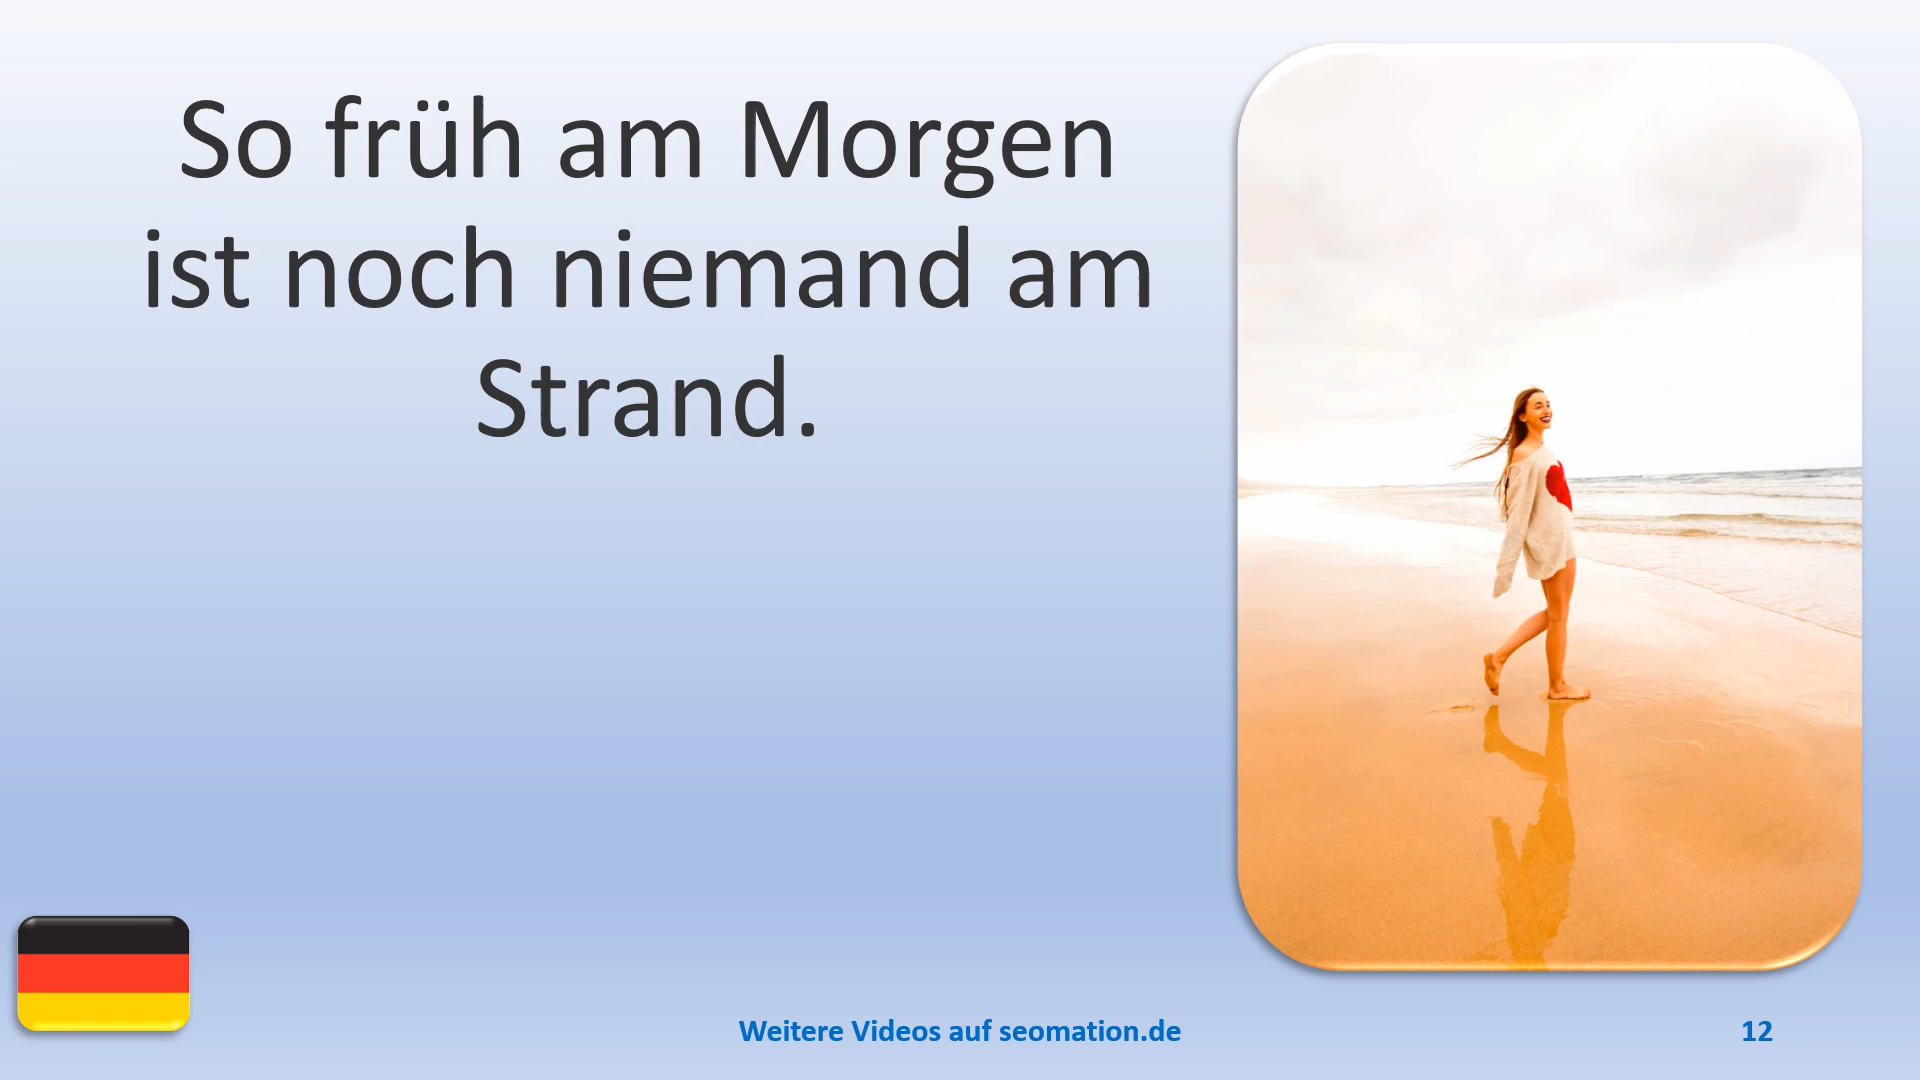 So früh am Morgen
ist noch niemand am
Strand.
Weitere Videos auf seomation.de
12